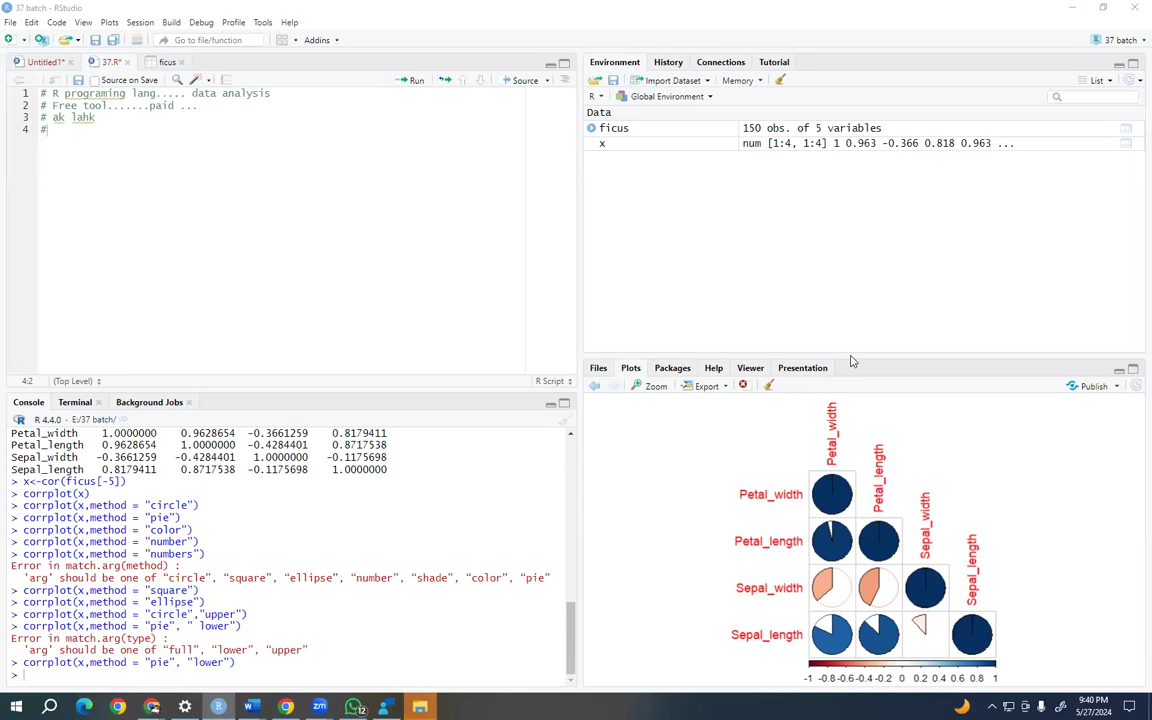 37 batch - RStudio
File Edit Code View Plots Session Build Debug Profile Tools Help
Go to file/function Addins 37 batch
Untitled1* 37.R* ficus
Source on Save Run Source
1 # R programing lang..... data analysis
2 # Free tool.......paid ...
3 # ak lahk
4 #
4:2 (Top Level) R Script
Console Terminal Background Jobs
R 4.4.0 · E:/37 batch/
Petal_width 1.0000000 0.9628654 -0.3661259 0.8179411
Petal_length 0.9628654 1.0000000 -0.4284401 0.8717538
Sepal_width -0.3661259 -0.4284401 1.0000000 -0.1175698
Sepal_length 0.8179411 0.8717538 -0.1175698 1.0000000
> x<-cor(ficus[-5])
> corrplot(x)
> corrplot(x,method = "circle")
> corrplot(x,method = "pie")
> corrplot(x,method = "color")
> corrplot(x,method = "number")
> corrplot(x,method = "numbers")
Error in match.arg(method) :
'arg' should be one of “circle”, “square”, “ellipse”, “number”, “shade”, “color”, “pie”
> corrplot(x,method = "square")
> corrplot(x,method = "ellipse")
> corrplot(x,method = "circle","upper")
> corrplot(x,method = "pie", " lower")
Error in match.arg(type) :
'arg' should be one of “full”, “lower”, “upper”
> corrplot(x,method = "pie", "lower")
>
Environment History Connections Tutorial
Import Dataset Memory List
R Global Environment
Data
ficus 150 obs. of 5 variables
x num [1:4, 1:4] 1 0.963 -0.366 0.818 0.963 ...
Files Plots Packages Help Viewer Presentation
Zoom Export Publish
Petal_width
Petal_length
Sepal_width
Sepal_length
Petal_width
Petal_length
Sepal_width
Sepal_length
-1 -0.8 -0.6 -0.4 -0.2 0 0.2 0.4 0.6 0.8 1
12
9:40 PM
5/27/2024